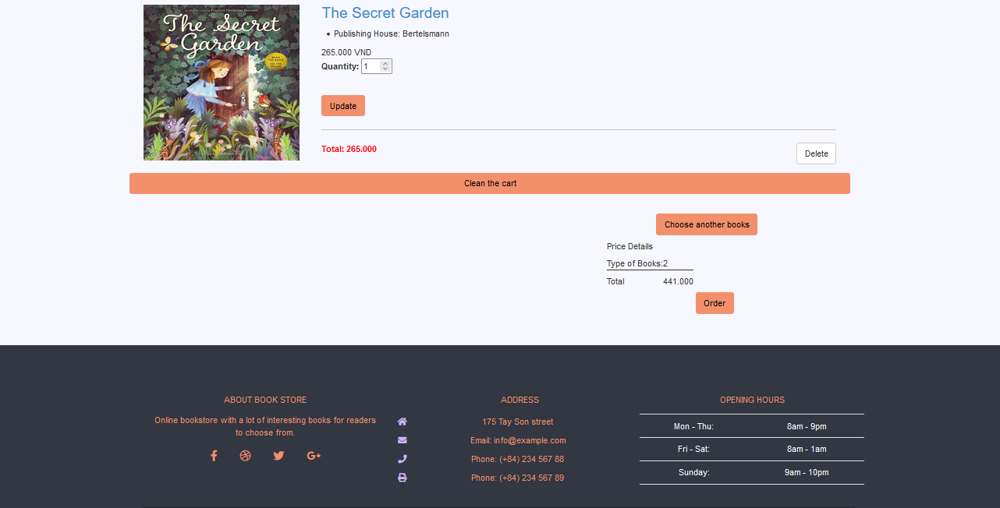 The Secret
Garden
The Secret Garden
Publishing House: Bertelsmann
265.000 VND
Quantity: 1
Update
Total: 265.000
Delete
Clean the cart
Choose another books
Price Details
Type of Books:2
Total 441.000
Order
ABOUT BOOK STORE
Online bookstore with a lot of interesting books for readers
to choose from.
ADDRESS
175 Tay Son street
Email: info@example.com
Phone: (+84) 234 567 88
Phone: (+84) 234 567 89
OPENING HOURS
Mon - Thu: 8am - 9pm
Fri - Sat: 8am - 1am
Sunday: 9am - 10pm